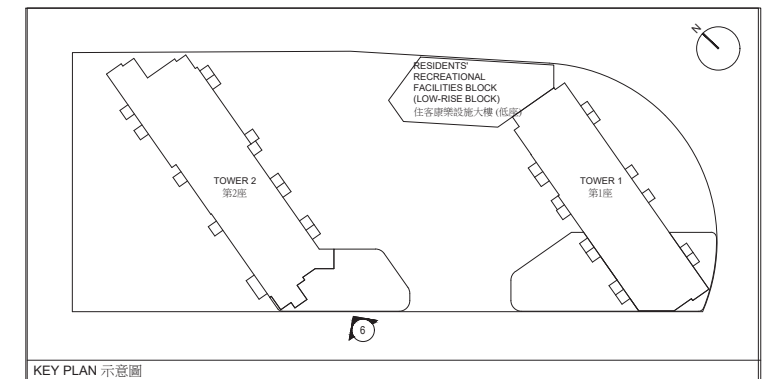 N
RESIDENTS'
RECREATIONAL
FACILITIES BLOCK
(LOW-RISE BLOCK)
住客康樂設施大樓 (低座)
TOWER 2
第2座
TOWER 1
第1座
6
KEY PLAN 示意圖